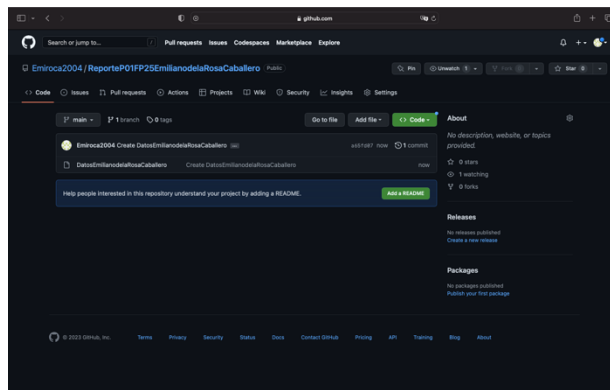 github.com
Search or jump to... /
Pull requests Issues Codespaces Marketplace Explore
Emiroca2004 / ReporteP01FP25EmilianodelaRosaCaballero Public
Pin Unwatch 1 Fork 0 Star 0
Code Issues Pull requests Actions Projects Wiki Security Insights Settings
main 1 branch 0 tags Go to file Add file Code
Emiroca2004 Create DatosEmilianodelaRosaCaballero now 1 commit
DatosEmilianodelaRosaCaballero Create DatosEmilianodelaRosaCaballero now
Help people interested in this repository understand your project by adding a README. Add a README
About
No description, website, or topics
provided.
0 stars
1 watching
0 forks
Releases
No releases published
Create a new release
Packages
No packages published
Publish your first package
© 2023 GitHub, Inc. Terms Privacy Security Status Docs Contact GitHub Pricing API Training Blog About